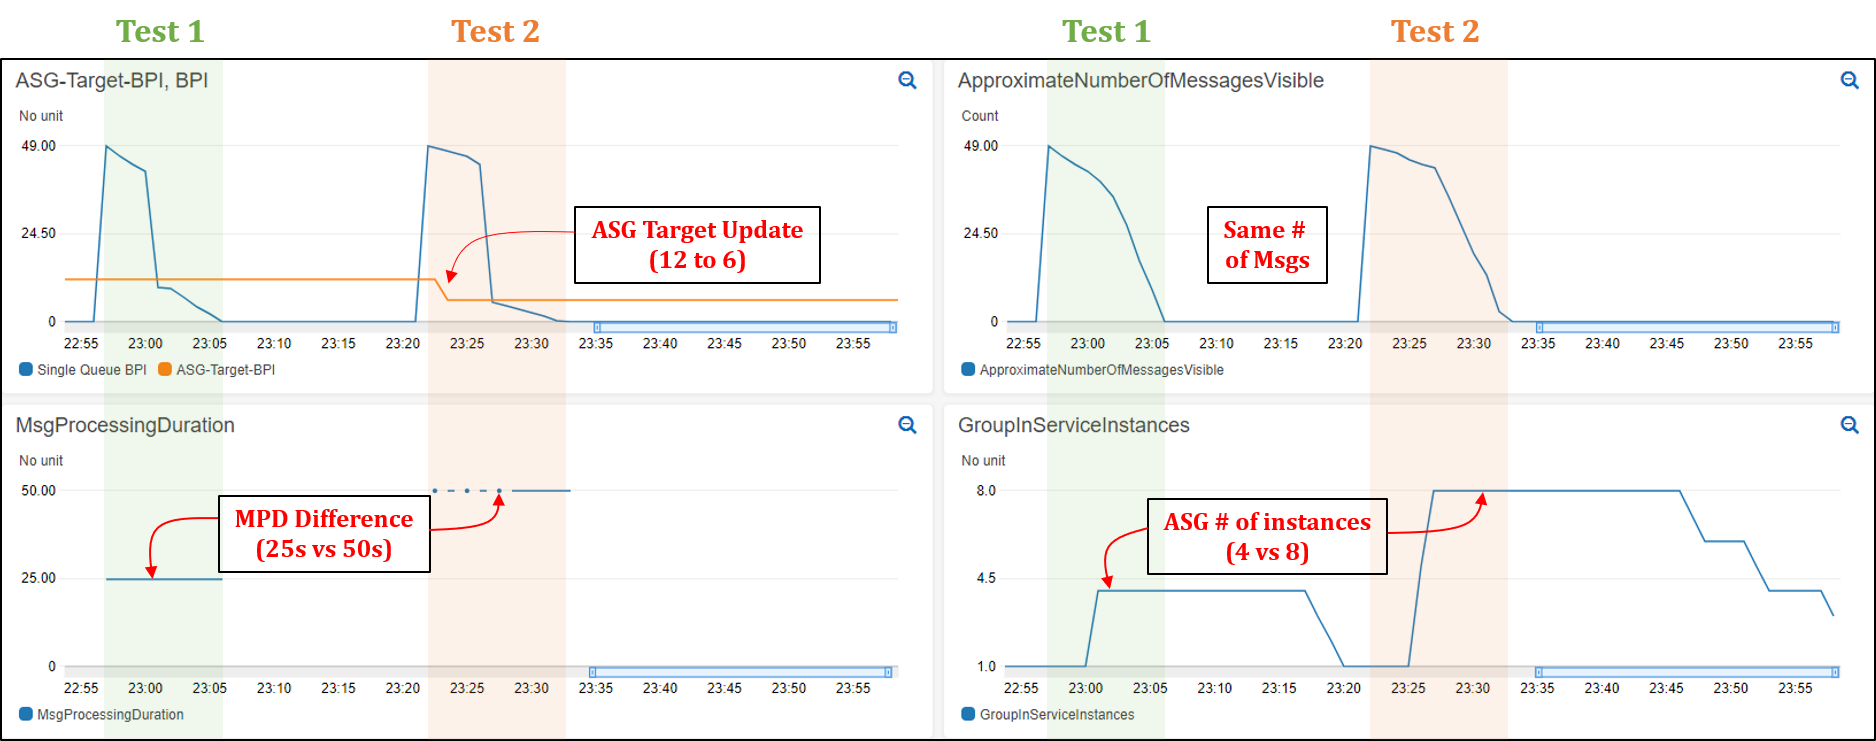 Test 1
Test 2
Test 1
Test 2
ASG-Target-BPI, BPI
No unit
49.00
24.50
0
ASG Target Update
(12 to 6)
22:55 23:00 23:05 23:10 23:15 23:20 23:25 23:30 23:35 23:40 23:45 23:50 23:55
Single Queue BPI ASG-Target-BPI
ApproximateNumberOfMessagesVisible
Count
49.00
24.50
0
Same #
of Msgs
22:55 23:00 23:05 23:10 23:15 23:20 23:25 23:30 23:35 23:40 23:45 23:50 23:55
ApproximateNumberOfMessagesVisible
MsgProcessingDuration
No unit
50.00
25.00
0
MPD Difference
(25s vs 50s)
22:55 23:00 23:05 23:10 23:15 23:20 23:25 23:30 23:35 23:40 23:45 23:50 23:55
MsgProcessingDuration
GroupInServiceInstances
No unit
8.0
4.5
1.0
ASG # of instances
(4 vs 8)
22:55 23:00 23:05 23:10 23:15 23:20 23:25 23:30 23:35 23:40 23:45 23:50 23:55
GroupInServiceInstances